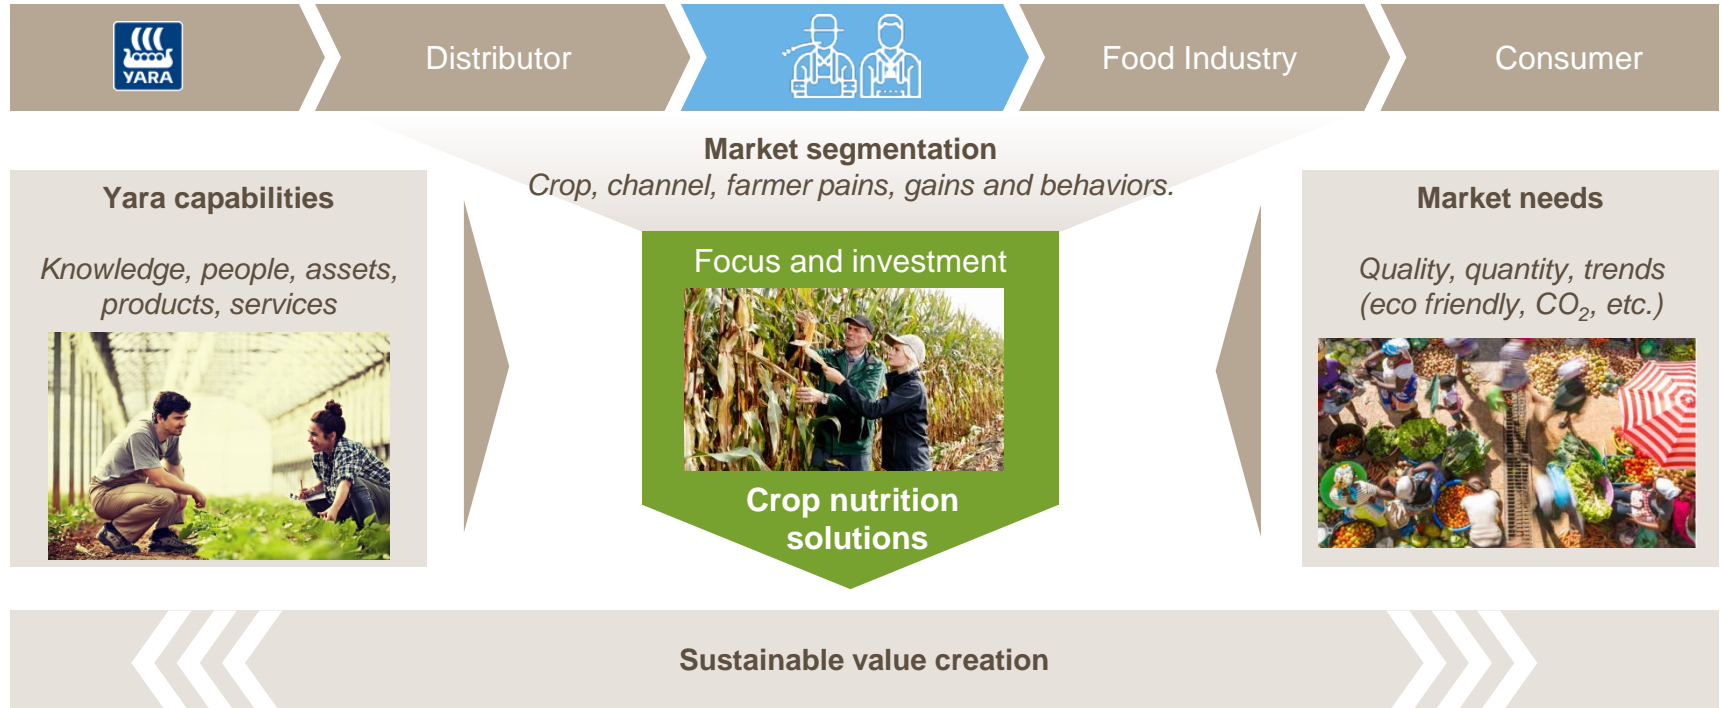 YARA
Distributor
Food Industry
Consumer
Market segmentation
Crop, channel, farmer pains, gains and behaviors.
Yara capabilities
Knowledge, people, assets,
products, services
Focus and investment
Crop nutrition
solutions
Market needs
Quality, quantity, trends
(eco friendly, CO₂, etc.)
Sustainable value creation